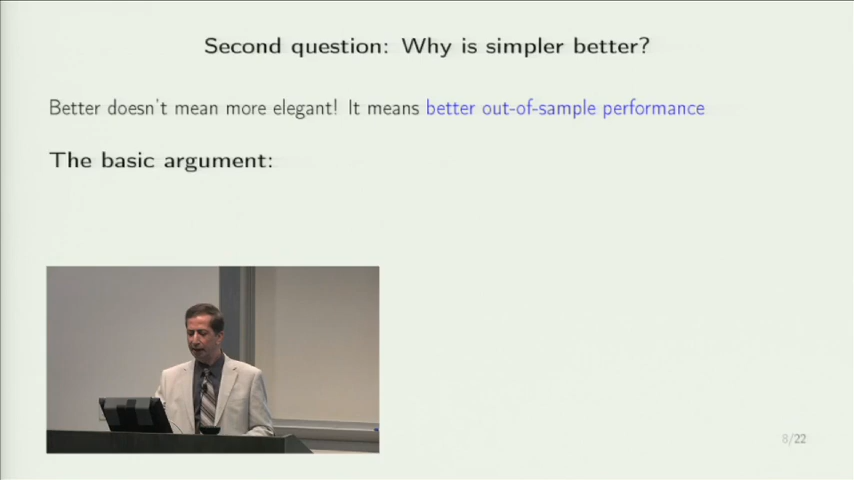 Second question: Why is simpler better?
Better doesn't mean more elegant! It means better out-of-sample performance
The basic argument:
8/22